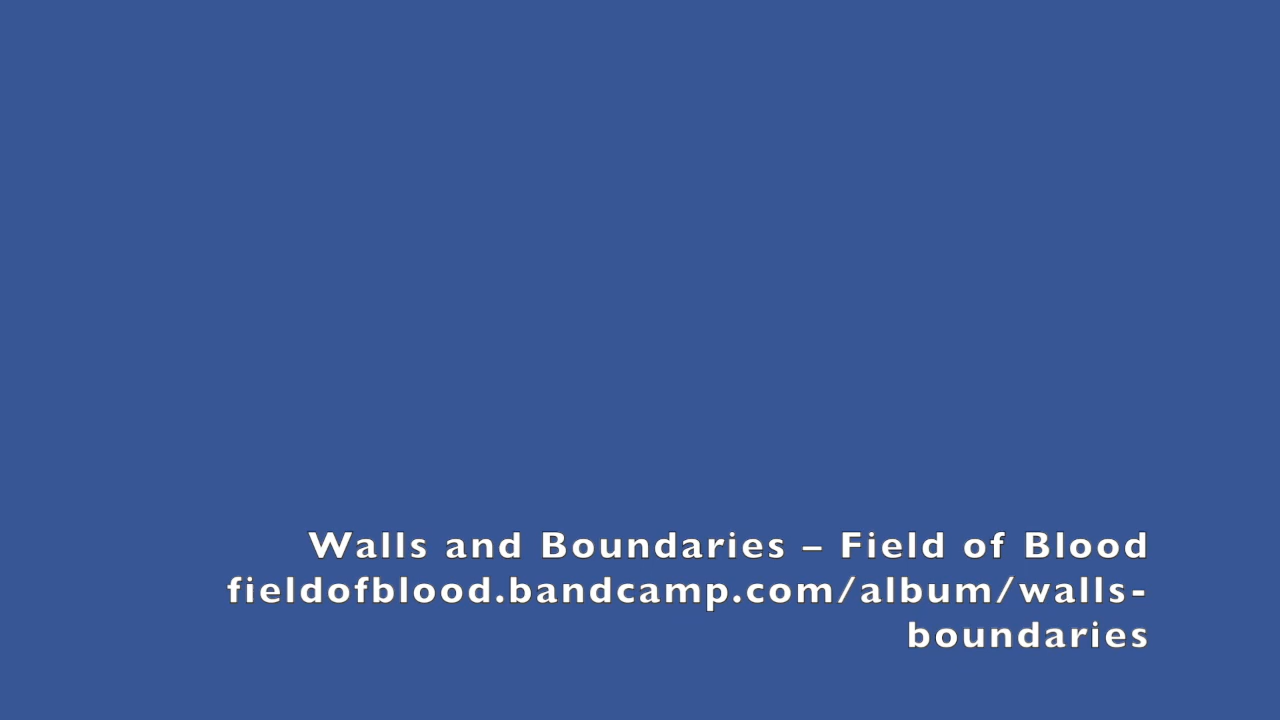 Walls and Boundaries – Field of Blood
fieldofblood.bandcamp.com/album/walls-
boundaries